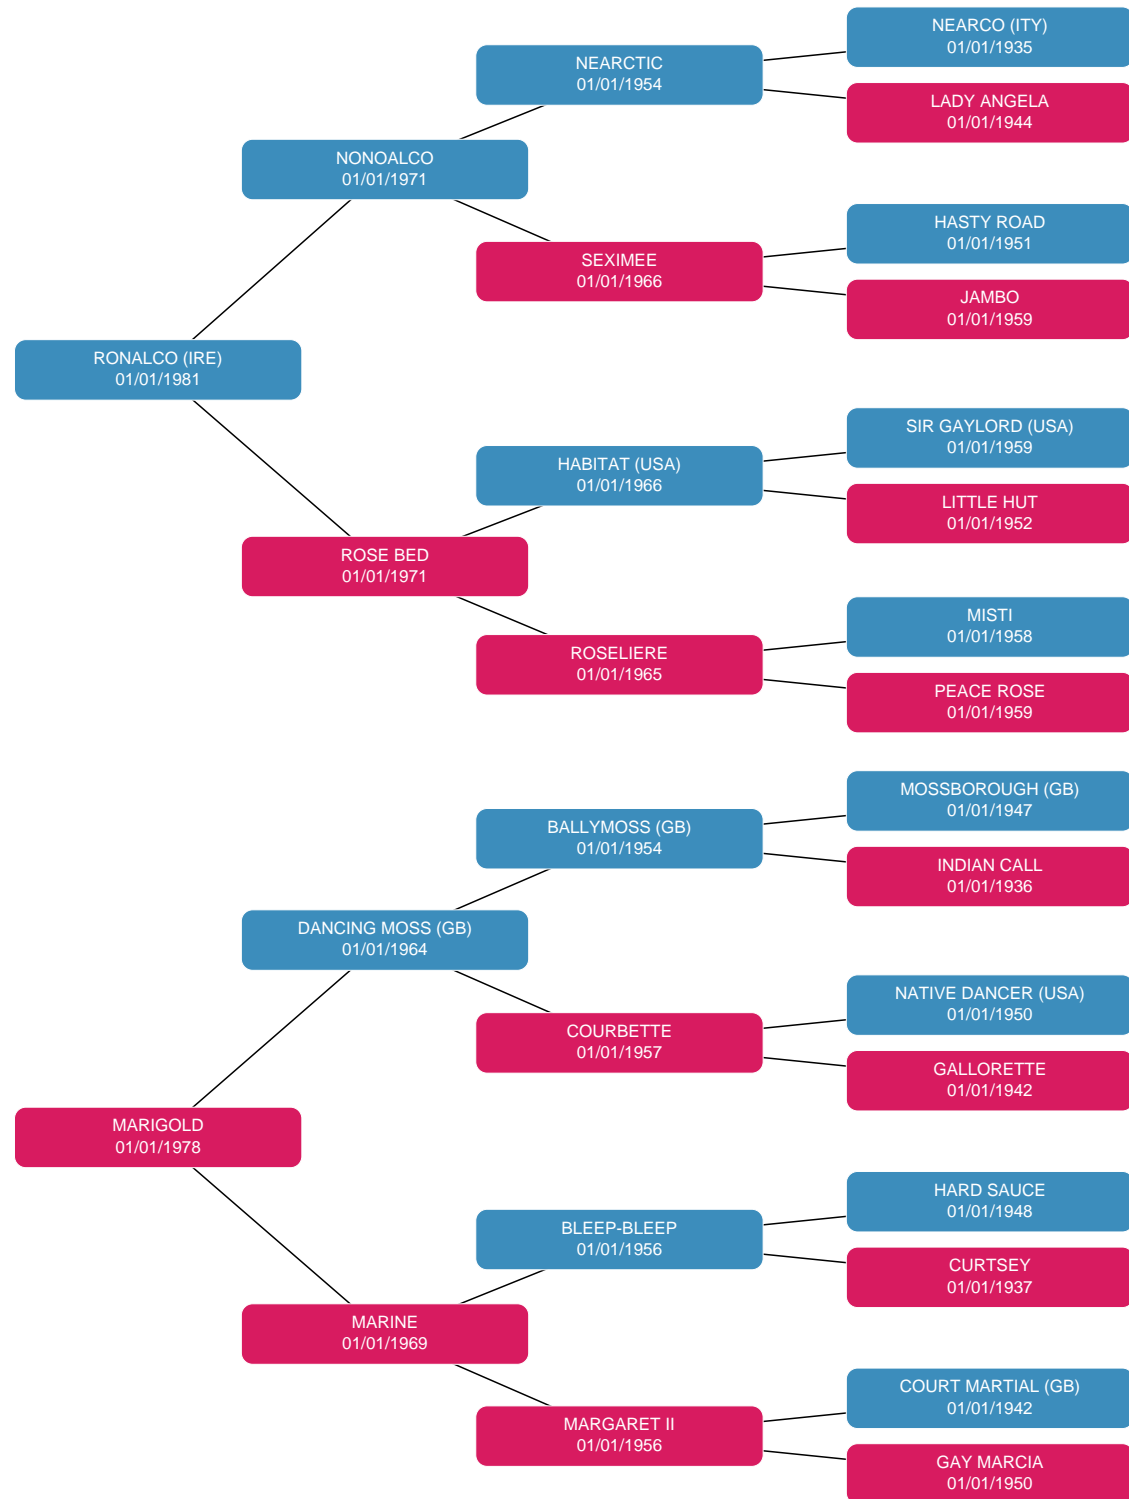 NEARCO (ITY)
01/01/1935
NEARCTIC
01/01/1954
LADY ANGELA
01/01/1944
NONOALCO
01/01/1971
HASTY ROAD
01/01/1951
SEXIMEE
01/01/1966
JAMBO
01/01/1959
RONALCO (IRE)
01/01/1981
SIR GAYLORD (USA)
01/01/1959
HABITAT (USA)
01/01/1966
LITTLE HUT
01/01/1952
ROSE BED
01/01/1971
MISTI
01/01/1958
ROSELIERE
01/01/1965
PEACE ROSE
01/01/1959
MOSSBOROUGH (GB)
01/01/1947
BALLYMOSS (GB)
01/01/1954
INDIAN CALL
01/01/1936
DANCING MOSS (GB)
01/01/1964
NATIVE DANCER (USA)
01/01/1950
COURBETTE
01/01/1957
GALLORETTE
01/01/1942
MARIGOLD
01/01/1978
HARD SAUCE
01/01/1948
BLEEP-BLEEP
01/01/1956
CURTSEY
01/01/1937
MARINE
01/01/1969
COURT MARTIAL (GB)
01/01/1942
MARGARET II
01/01/1956
GAY MARCIA
01/01/1950